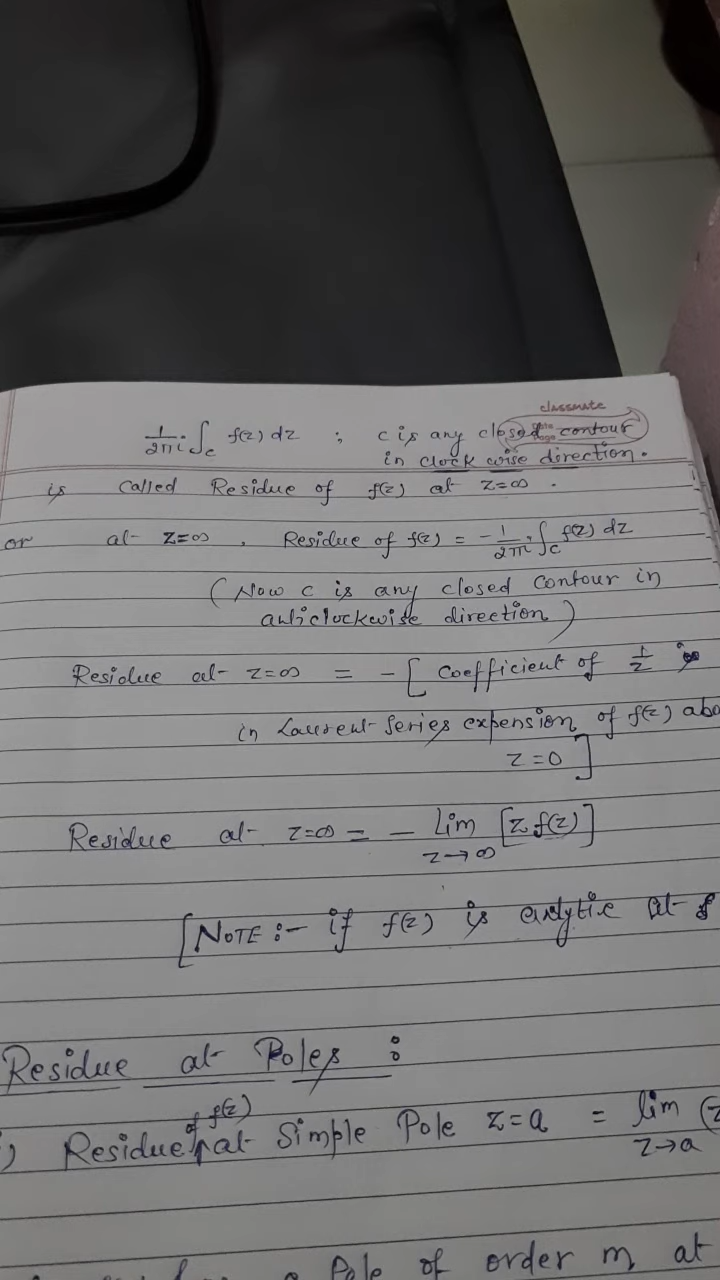 classmate
1/2πi ∫c f(z) dz ; c is any closed contour
in clock wise direction.
is called Residue of f(z) at z=∞ .
or at z=∞ , Residue of f(z) = -1/2πi ∫c f(z) dz
(Now c is any closed contour in
anticlockwise direction)
Residue at z=∞ = -[ coefficient of 1/z
in Laurent series expension of f(z) abo
z=0 ]
Residue at z=∞ = - lim z→∞ [z f(z)]
[NOTE :- if f(z) is anlytic at
Residue at Poles :
) Residue of f(z) at Simple Pole z=a = lim z→a (z
Pole of order m at